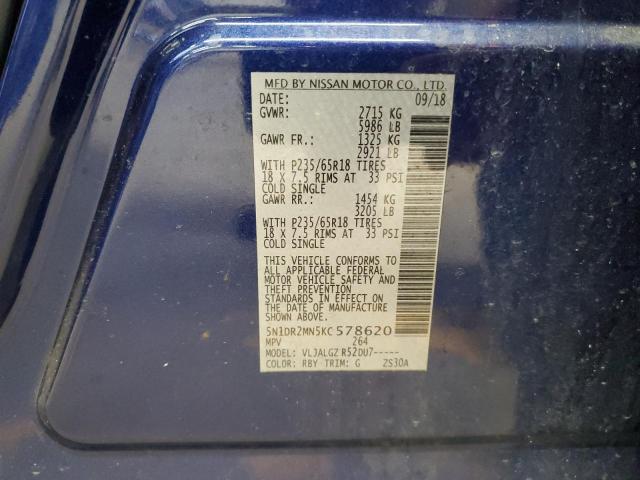 MFD BY NISSAN MOTOR CO., LTD.
DATE: 09/18
GVWR: 2715 KG
5986 LB
GAWR FR.: 1325 KG
2921 LB
WITH P235/65R18 TIRES
18 X 7.5 RIMS AT 33 PSI
COLD SINGLE
GAWR RR.: 1454 KG
3205 LB
WITH P235/65R18 TIRES
18 X 7.5 RIMS AT 33 PSI
COLD SINGLE
THIS VEHICLE CONFORMS TO
ALL APPLICABLE FEDERAL
MOTOR VEHICLE SAFETY AND
THEFT PREVENTION
STANDARDS IN EFFECT ON
THE DATE OF MANUFACTURE
SHOWN ABOVE.
5N1DR2MN5KC578620
MPV 264
MODEL: VLJALGZ R52DU7-----
COLOR: RBY TRIM: G ZS30A